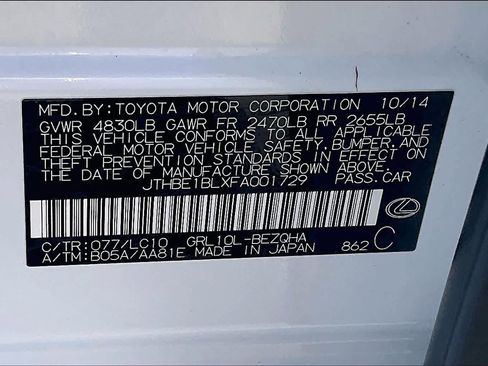 MFD.BY:TOYOTA MOTOR CORPORATION 10/14
GVWR 4830LB GAWR FR 2470LB RR 2655LB
THIS VEHICLE CONFORMS TO ALL APPLICABLE
FEDERAL MOTOR VEHICLE SAFETY,BUMPER,AND
THEFT PREVENTION STANDARDS IN EFFECT ON
THE DATE OF MANUFACTURE SHOWN ABOVE.
JTHBE1BLXFA001729 PASS.CAR
C/TR:077/LC10 GRL10L-BEZQHA
A/TM:B05A/AA81E MADE IN JAPAN 862 C